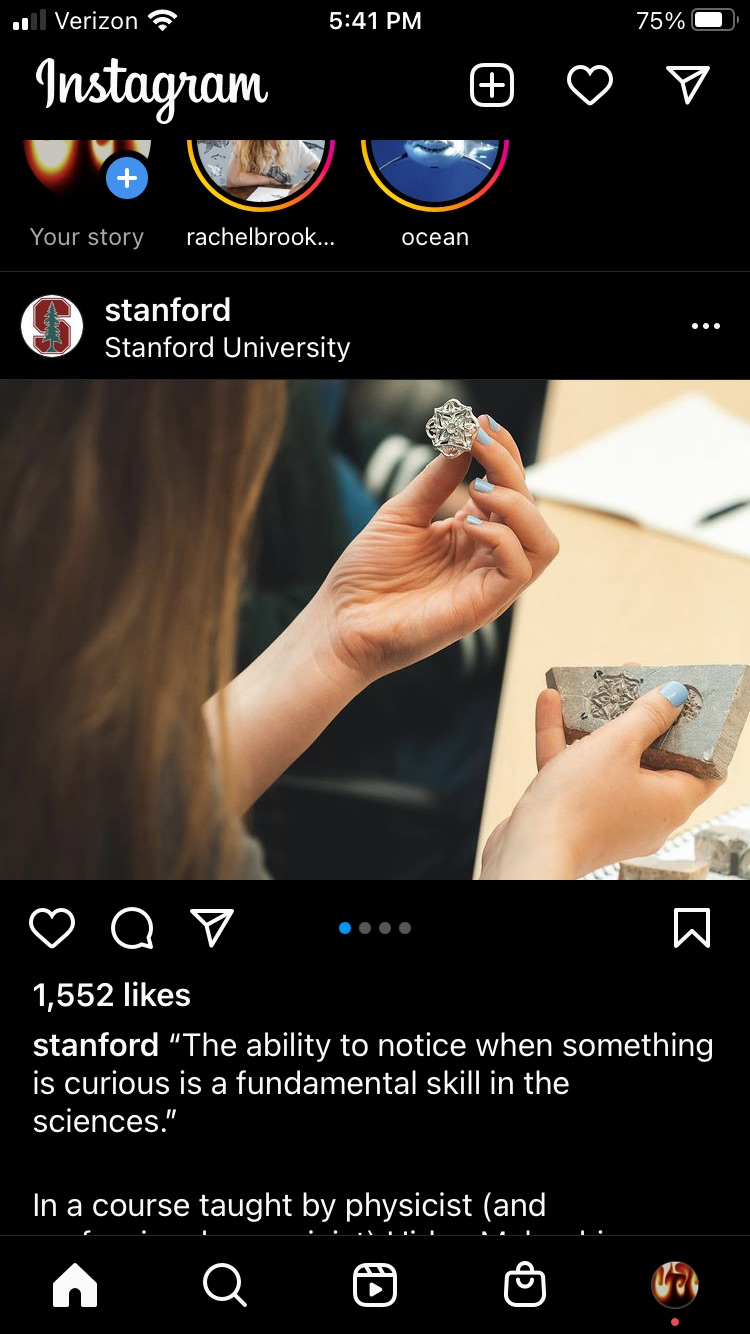 Verizon 5:41 PM 75%
Instagram
Your story rachelbrook... ocean
stanford
Stanford University
1,552 likes
stanford “The ability to notice when something
is curious is a fundamental skill in the
sciences.”
In a course taught by physicist (and